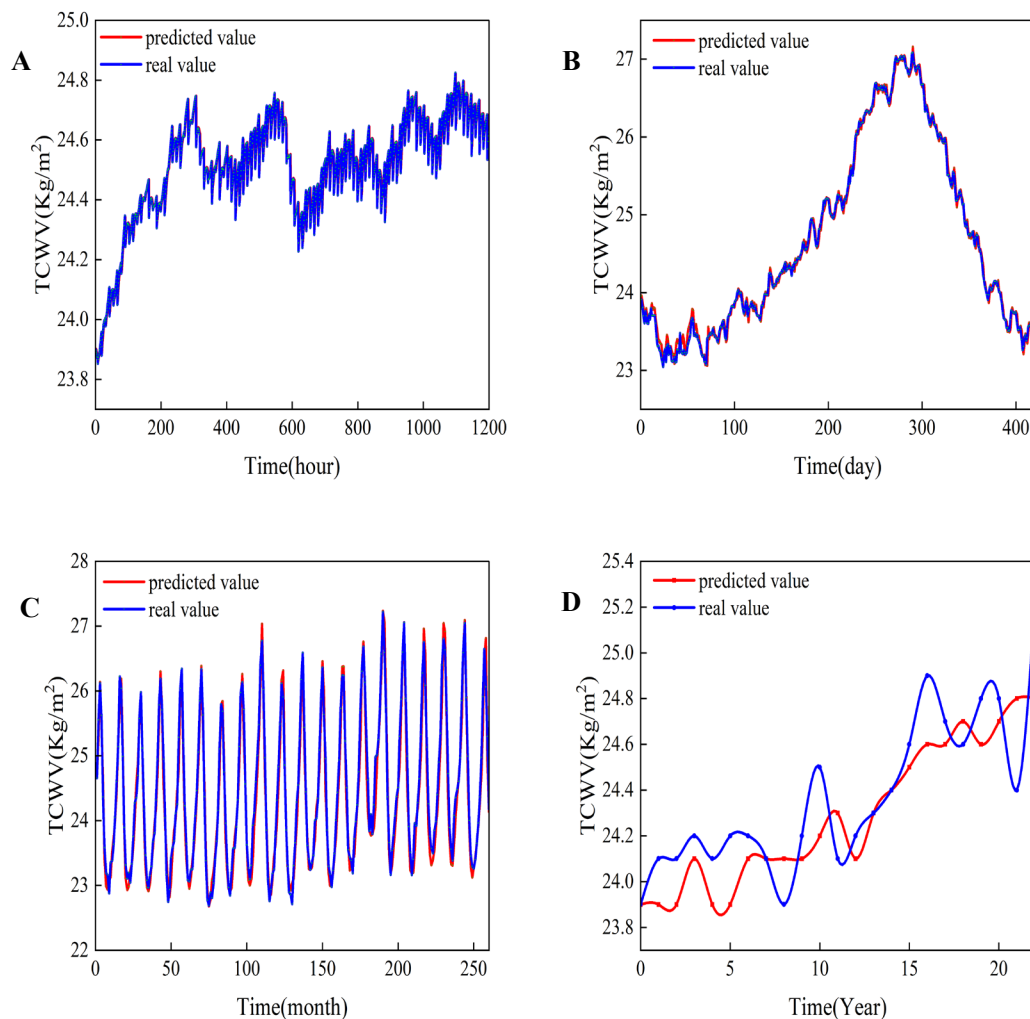 A
predicted value
real value
TCWV(Kg/m²)
25.0
24.8
24.6
24.4
24.2
24.0
23.8
0 200 400 600 800 1000 1200
Time(hour)
B
predicted value
real value
TCWV(Kg/m²)
27
26
25
24
23
0 100 200 300 400
Time(day)
C
predicted value
real value
TCWV(Kg/m²)
28
27
26
25
24
23
22
0 50 100 150 200 250
Time(month)
D
predicted value
real value
TCWV(Kg/m²)
25.4
25.2
25.0
24.8
24.6
24.4
24.2
24.0
23.8
0 5 10 15 20
Time(Year)